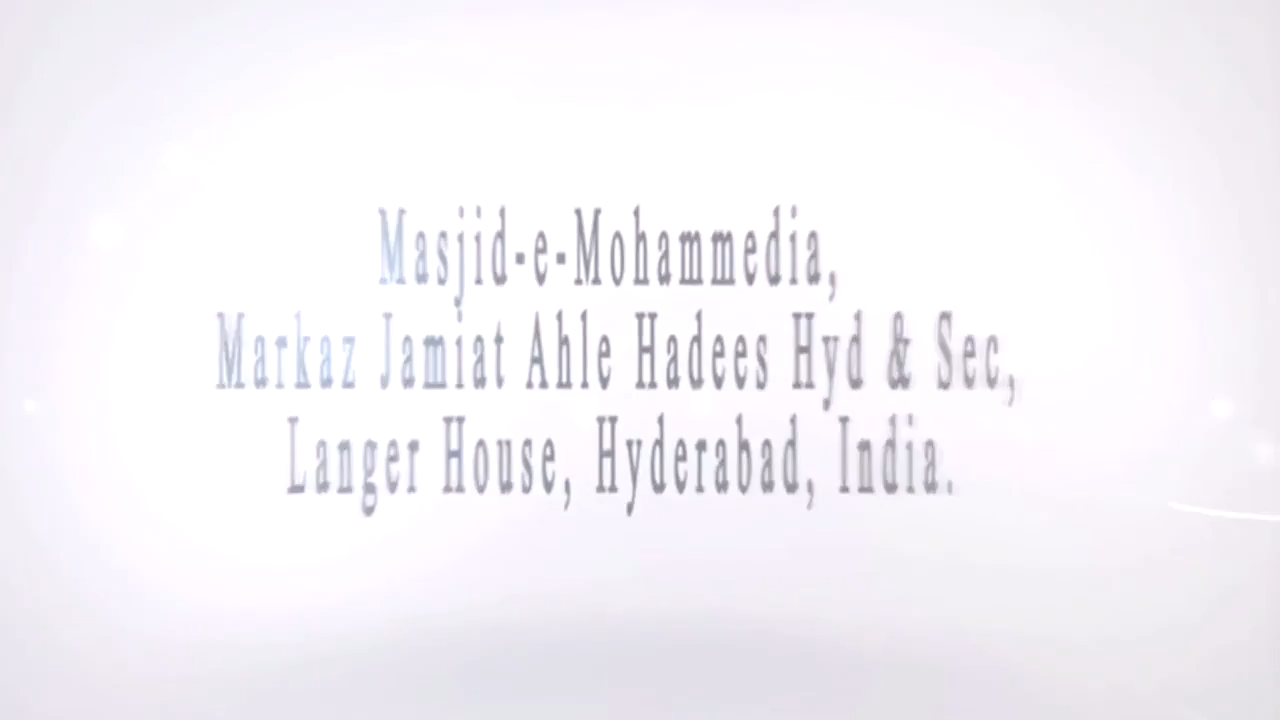 Masjid-e-Mohammedia,
Markaz Jamiat Ahle Hadees Hyd & Sec,
Langer House, Hyderabad, India.